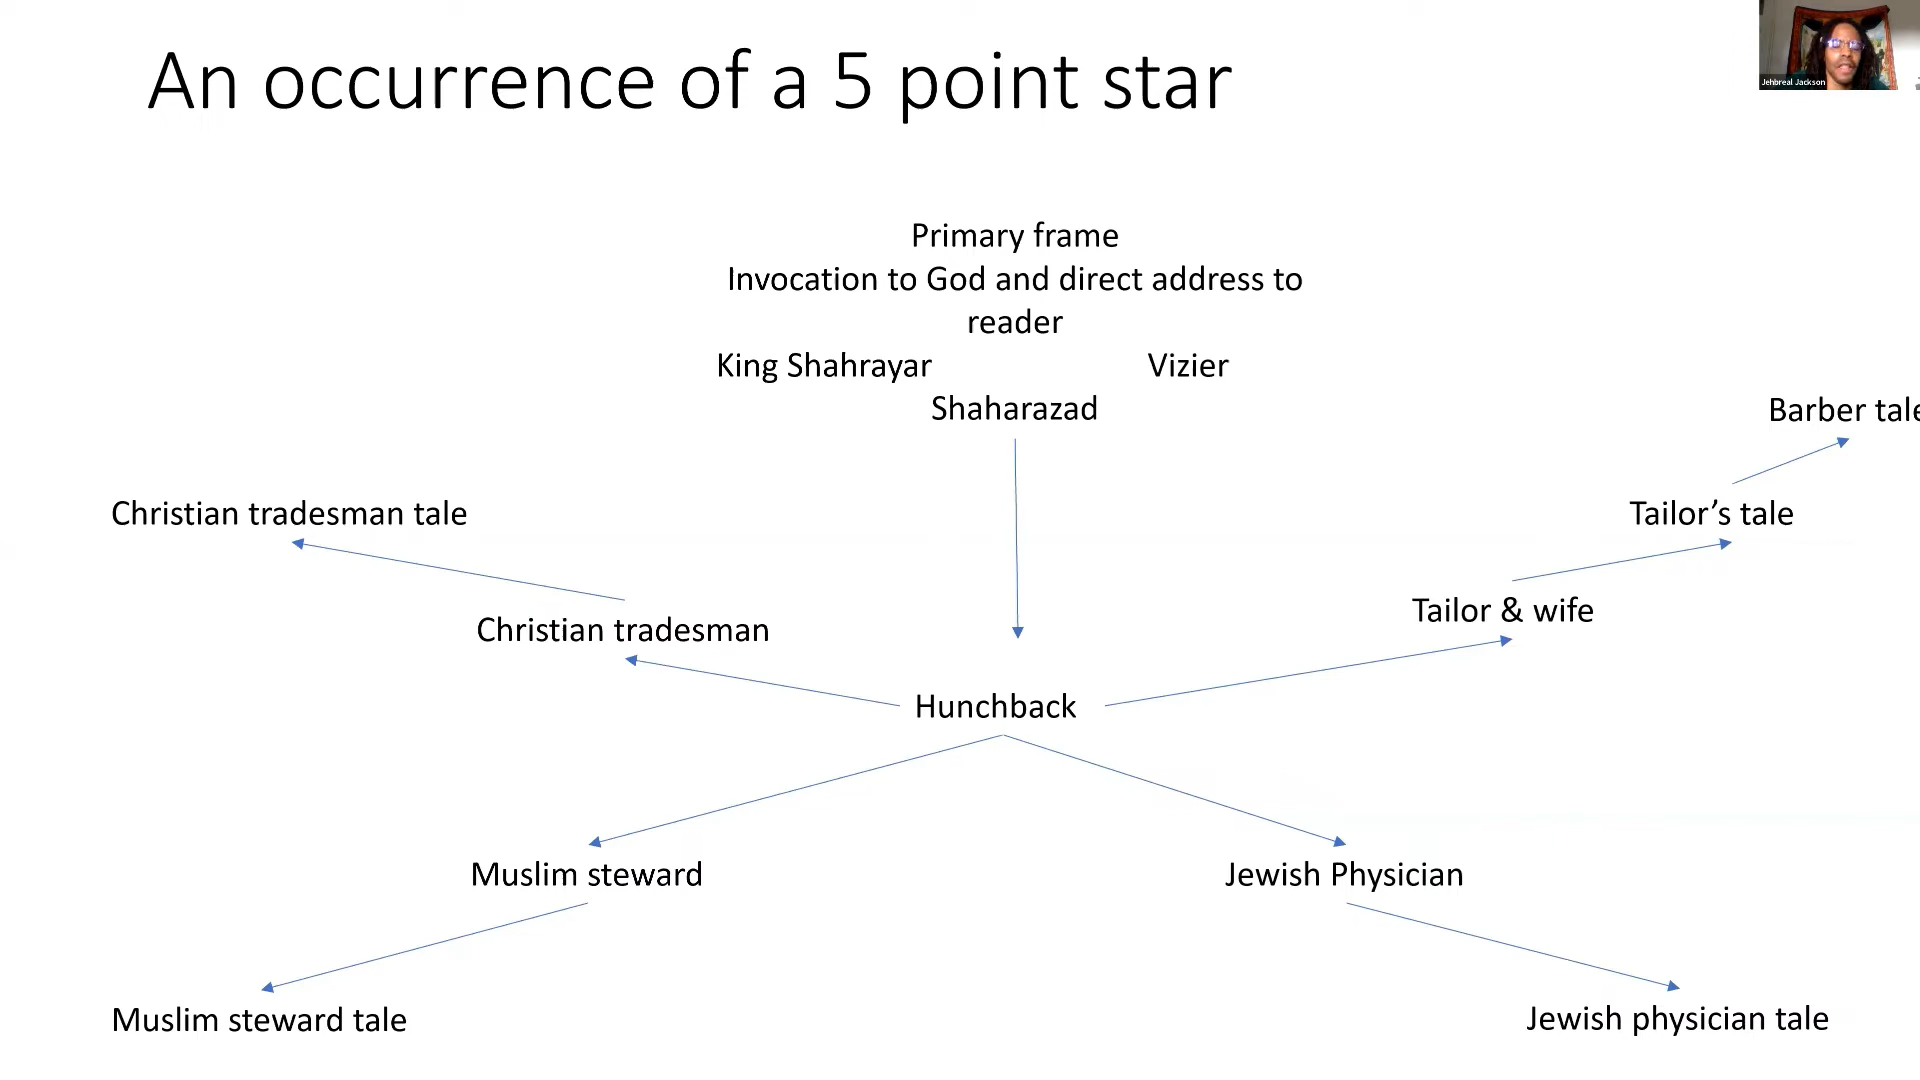 An occurrence of a 5 point star
Jehbreal Jackson
Primary frame
Invocation to God and direct address to
reader
King Shahrayar Vizier
Shaharazad
Barber tale
Christian tradesman tale
Tailor’s tale
Tailor & wife
Christian tradesman
Hunchback
Muslim steward
Jewish Physician
Muslim steward tale
Jewish physician tale